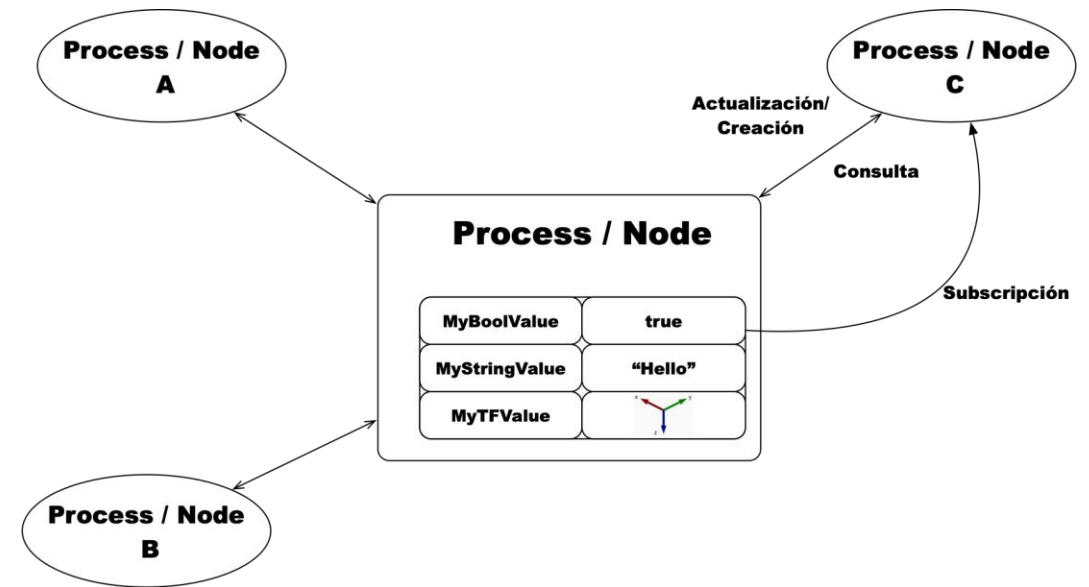 Process / Node
A
Process / Node
C
Actualización/
Creación
Consulta
Process / Node
Subscripción
MyBoolValue
true
MyStringValue
“Hello”
MyTFValue
x
y
z
Process / Node
B